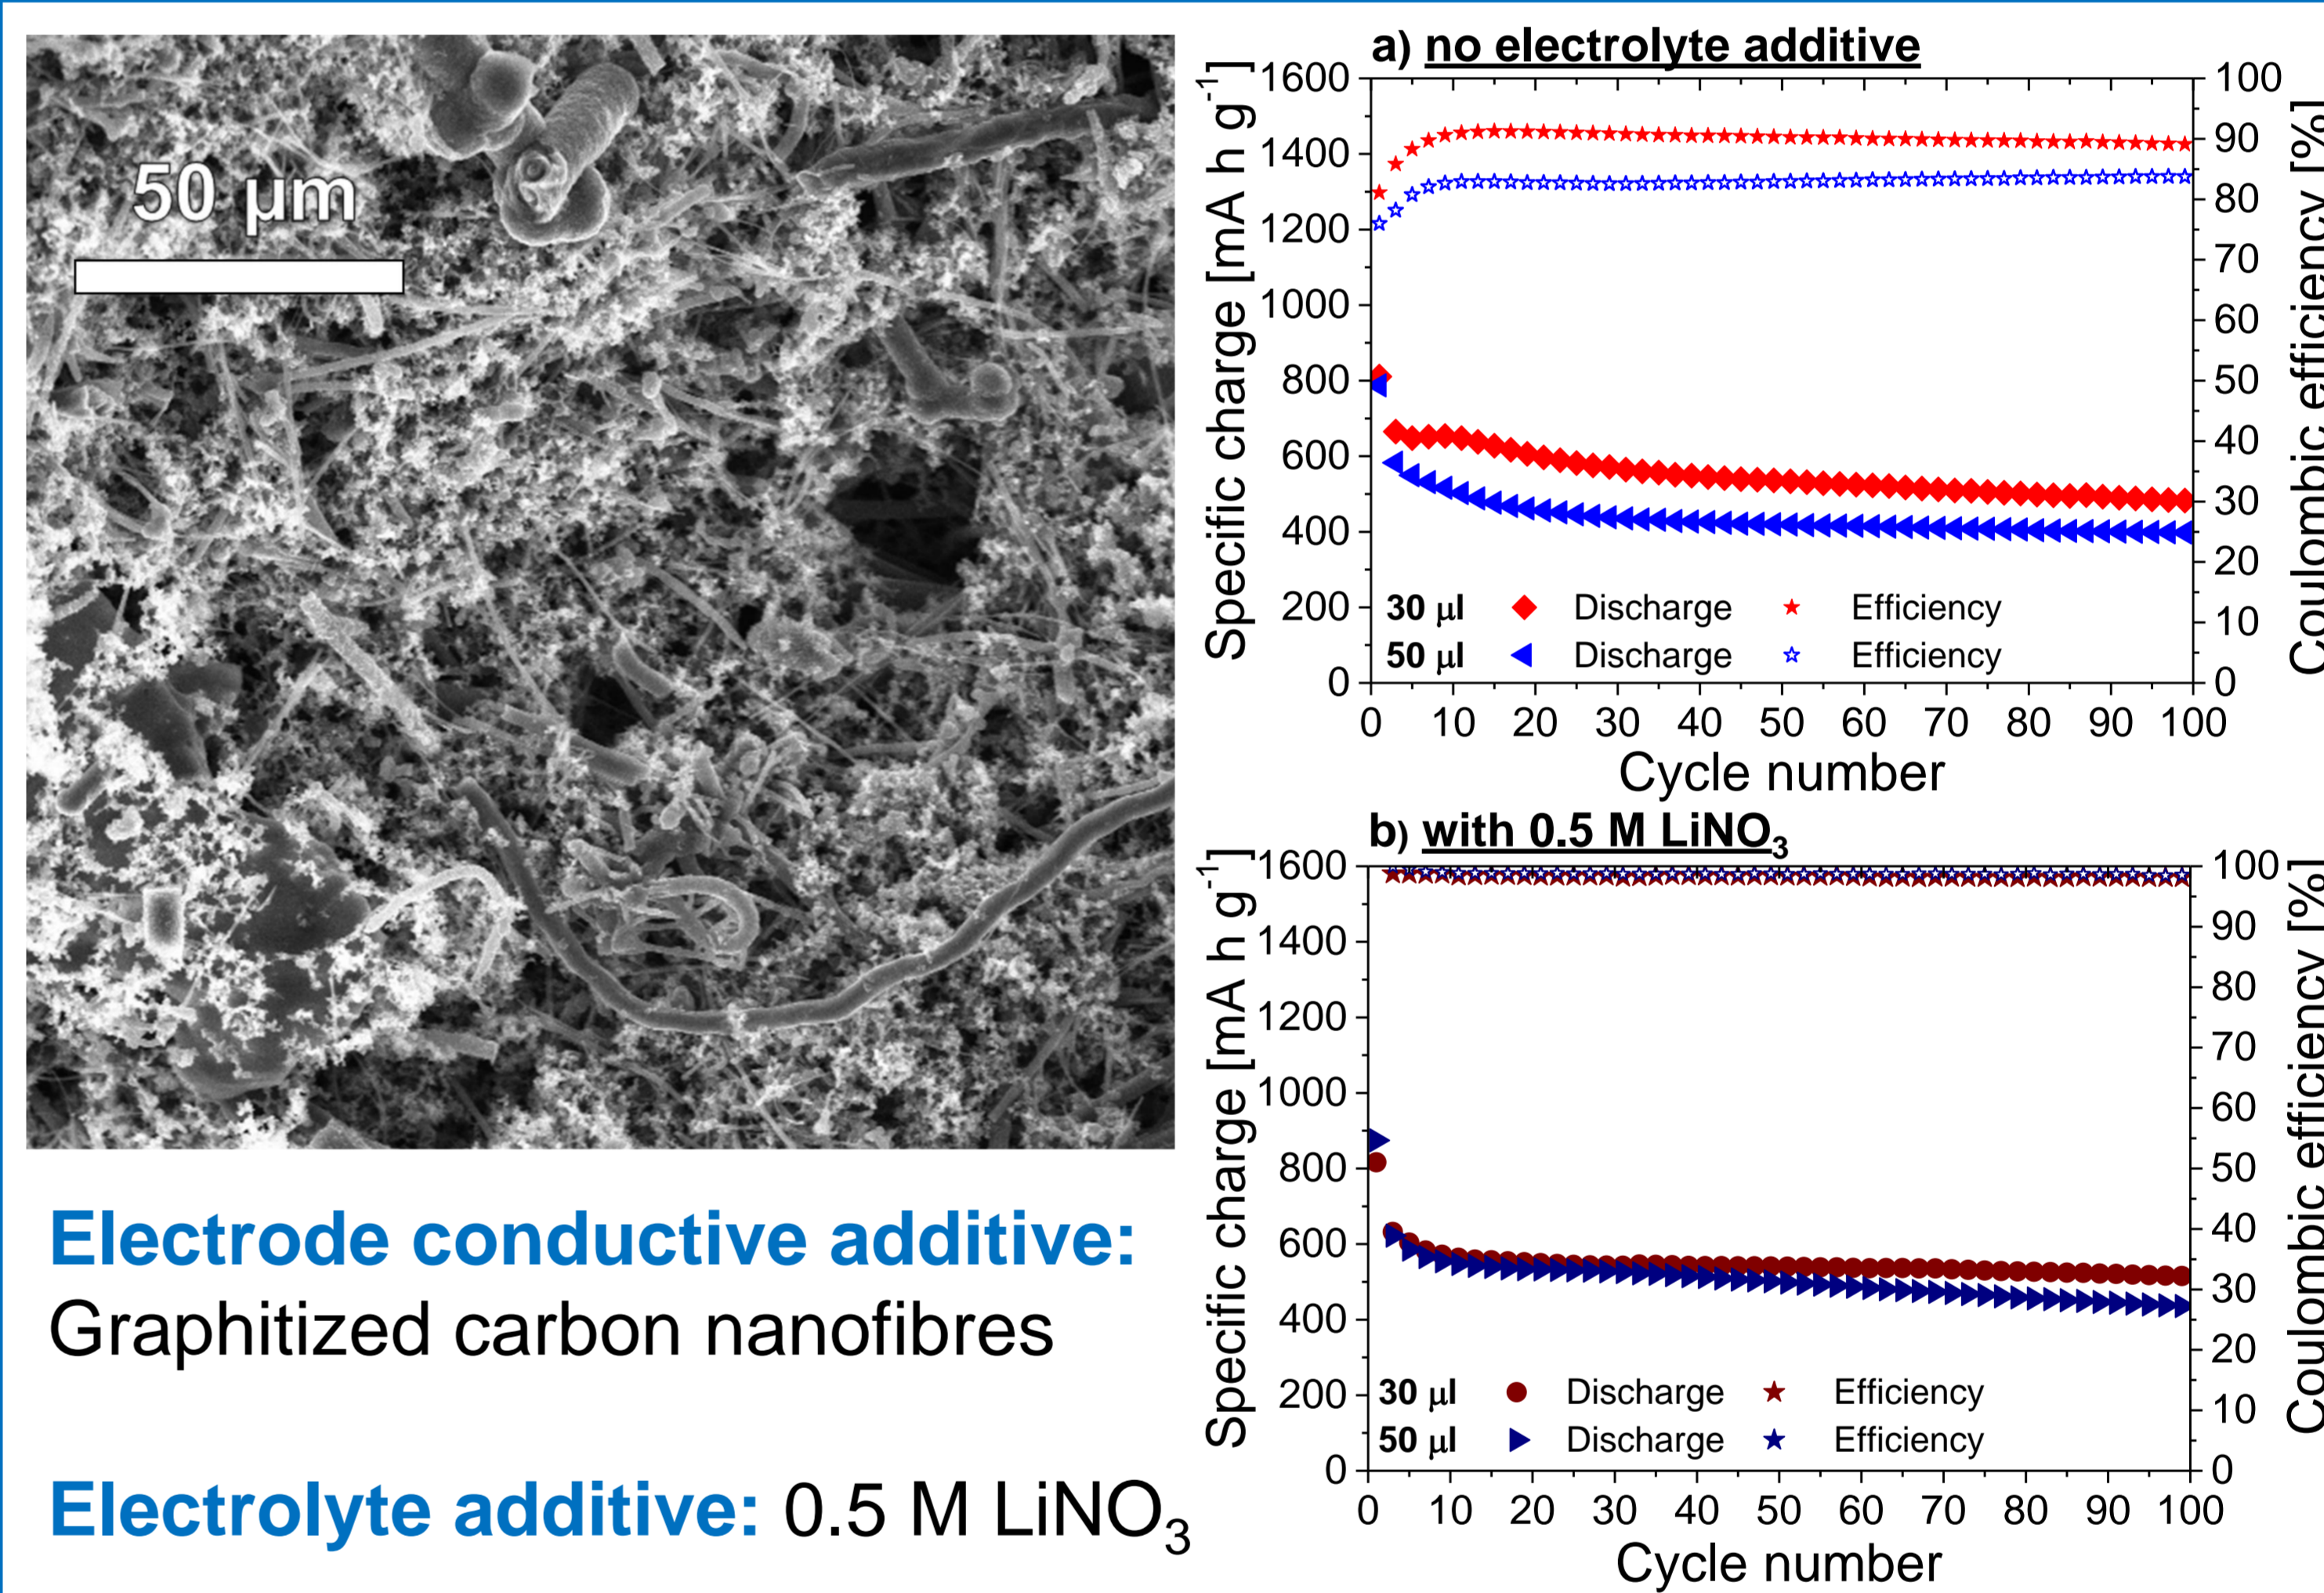 50 μm
Electrode conductive additive:
Graphitized carbon nanofibres
Electrolyte additive: 0.5 M LiNO₃
a) no electrolyte additive
Specific charge [mA h g⁻¹]
1600
1400
1200
1000
800
600
400
200
0
100
90
80
70
60
50
40
30
20
10
0
Coulombic efficiency [%]
30 μl Discharge Efficiency
50 μl Discharge Efficiency
0 10 20 30 40 50 60 70 80 90 100
Cycle number
b) with 0.5 M LiNO₃
Specific charge [mA h g⁻¹]
1600
1400
1200
1000
800
600
400
200
0
100
90
80
70
60
50
40
30
20
10
0
Coulombic efficiency [%]
30 μl Discharge Efficiency
50 μl Discharge Efficiency
0 10 20 30 40 50 60 70 80 90 100
Cycle number